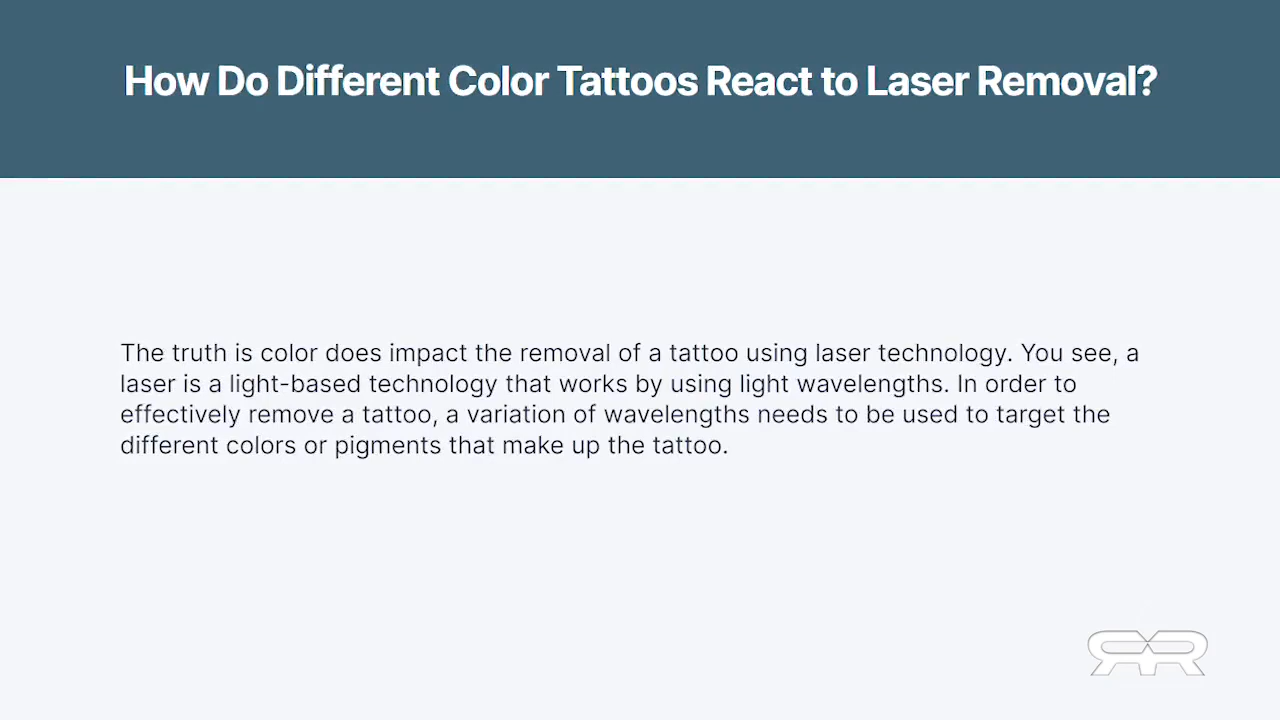 How Do Different Color Tattoos React to Laser Removal?
The truth is color does impact the removal of a tattoo using laser technology. You see, a
laser is a light-based technology that works by using light wavelengths. In order to
effectively remove a tattoo, a variation of wavelengths needs to be used to target the
different colors or pigments that make up the tattoo.
RR